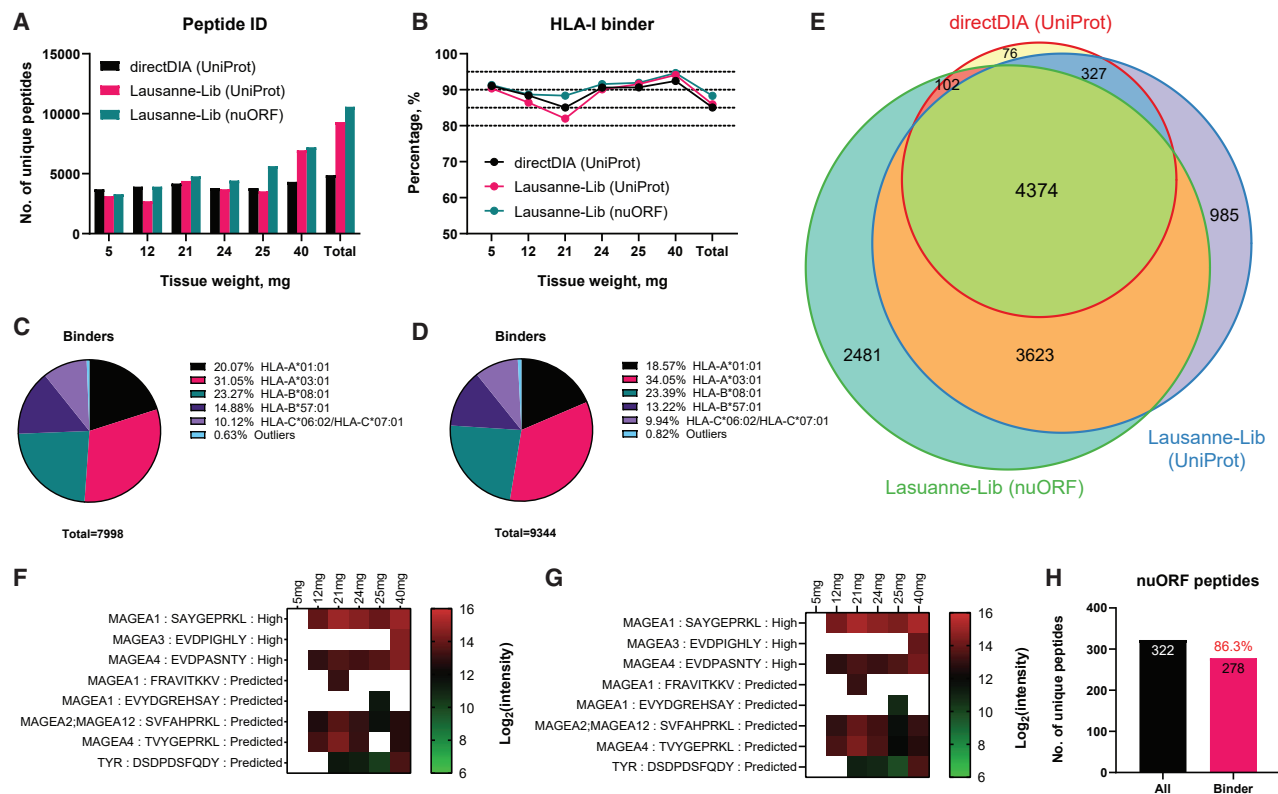 A
Peptide ID
15000
10000
5000
0
No. of unique peptides
directDIA (UniProt)
Lausanne-Lib (UniProt)
Lausanne-Lib (nuORF)
5 12 21 24 25 40 Total
Tissue weight, mg
B
HLA-I binder
100
90
80
70
60
50
Percentage, %
directDIA (UniProt)
Lausanne-Lib (UniProt)
Lausanne-Lib (nuORF)
5 12 21 24 25 40 Total
Tissue weight, mg
C
Binders
20.07% HLA-A*01:01
31.05% HLA-A*03:01
23.27% HLA-B*08:01
14.88% HLA-B*57:01
10.12% HLA-C*06:02/HLA-C*07:01
0.63% Outliers
Total=7998
D
Binders
18.57% HLA-A*01:01
34.05% HLA-A*03:01
23.39% HLA-B*08:01
13.22% HLA-B*57:01
9.94% HLA-C*06:02/HLA-C*07:01
0.82% Outliers
Total=9344
E
directDIA (UniProt)
76
102
327
4374
985
2481
3623
Lausanne-Lib
(UniProt)
Lasuanne-Lib (nuORF)
F
5mg
12mg
21mg
24mg
25mg
40mg
MAGEA1 : SAYGEPRKL : High
MAGEA3 : EVDPIGHLY : High
MAGEA4 : EVDPASNTY : High
MAGEA1 : FRAVITKKV : Predicted
MAGEA1 : EVYDGREHSAY : Predicted
MAGEA2;MAGEA12 : SVFAHPRKL : Predicted
MAGEA4 : TVYGEPRKL : Predicted
TYR : DSDPDSFQDY : Predicted
16
14
12
10
8
6
Log2(intensity)
G
5mg
12mg
21mg
24mg
25mg
40mg
MAGEA1 : SAYGEPRKL : High
MAGEA3 : EVDPIGHLY : High
MAGEA4 : EVDPASNTY : High
MAGEA1 : FRAVITKKV : Predicted
MAGEA1 : EVYDGREHSAY : Predicted
MAGEA2;MAGEA12 : SVFAHPRKL : Predicted
MAGEA4 : TVYGEPRKL : Predicted
TYR : DSDPDSFQDY : Predicted
16
14
12
10
8
6
Log2(intensity)
H
nuORF peptides
400
300
200
100
0
No. of unique peptides
322
86.3%
278
All Binder